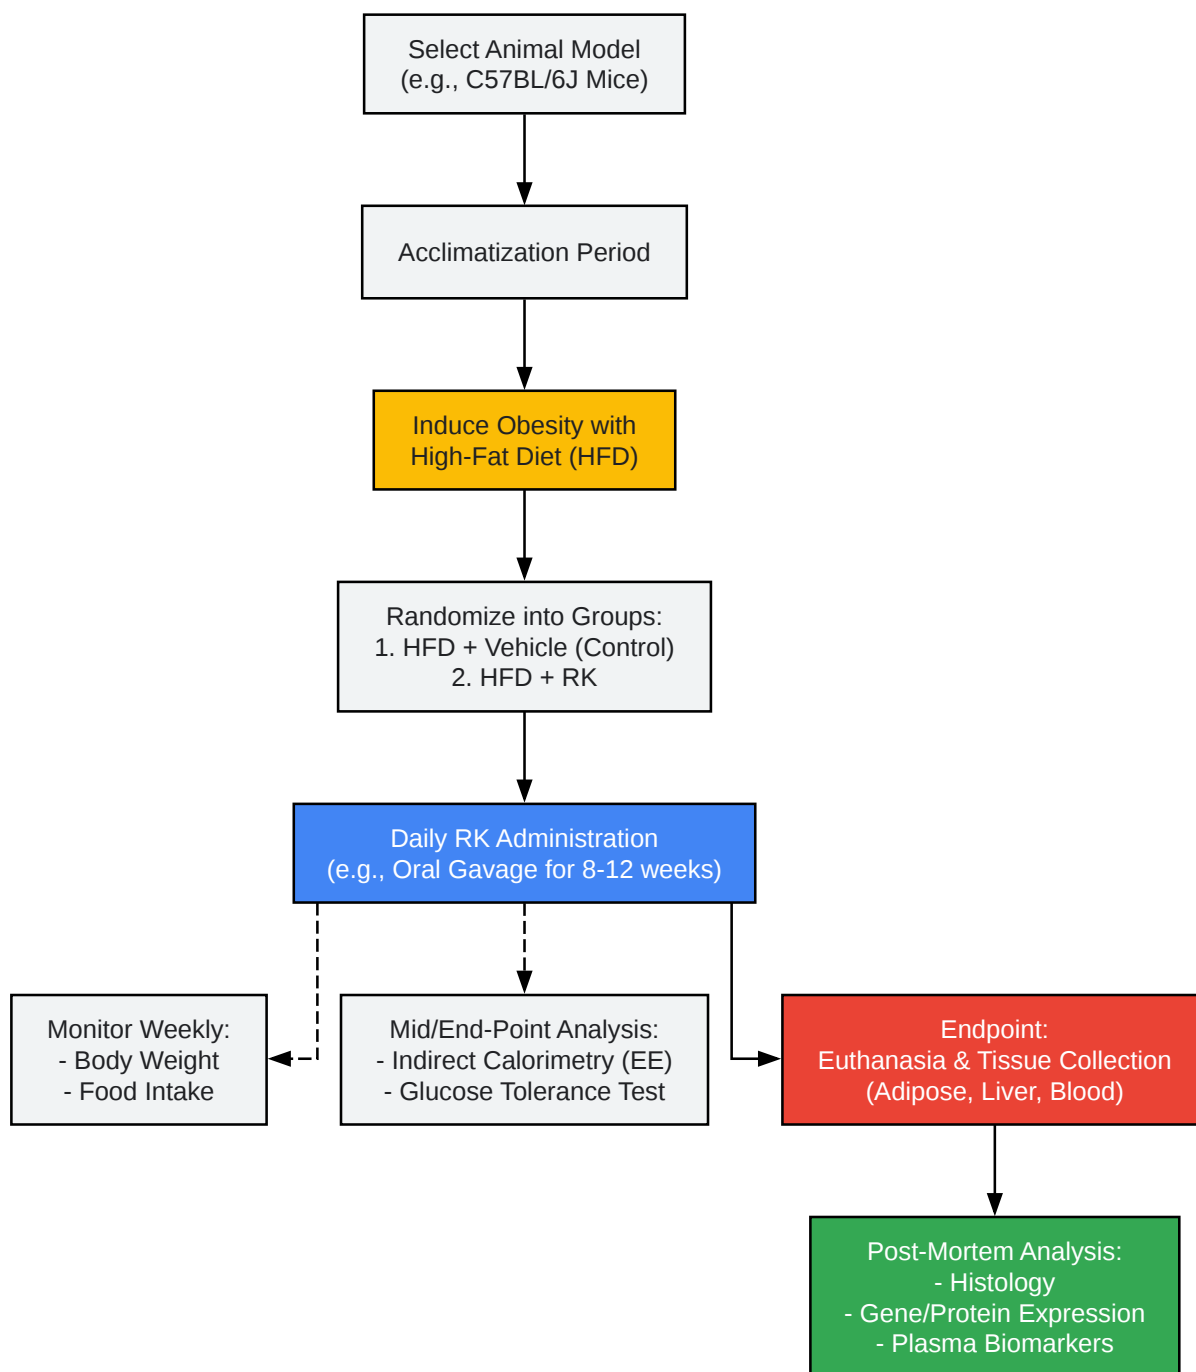 Select Animal Model
(e.g., C57BL/6J Mice)
Acclimatization Period
Induce Obesity with
High-Fat Diet (HFD)
Randomize into Groups:
1. HFD + Vehicle (Control)
2. HFD + RK
Daily RK Administration
(e.g., Oral Gavage for 8-12 weeks)
Monitor Weekly:
- Body Weight
- Food Intake
Mid/End-Point Analysis:
- Indirect Calorimetry (EE)
- Glucose Tolerance Test
Endpoint:
Euthanasia & Tissue Collection
(Adipose, Liver, Blood)
Post-Mortem Analysis:
- Histology
- Gene/Protein Expression
- Plasma Biomarkers